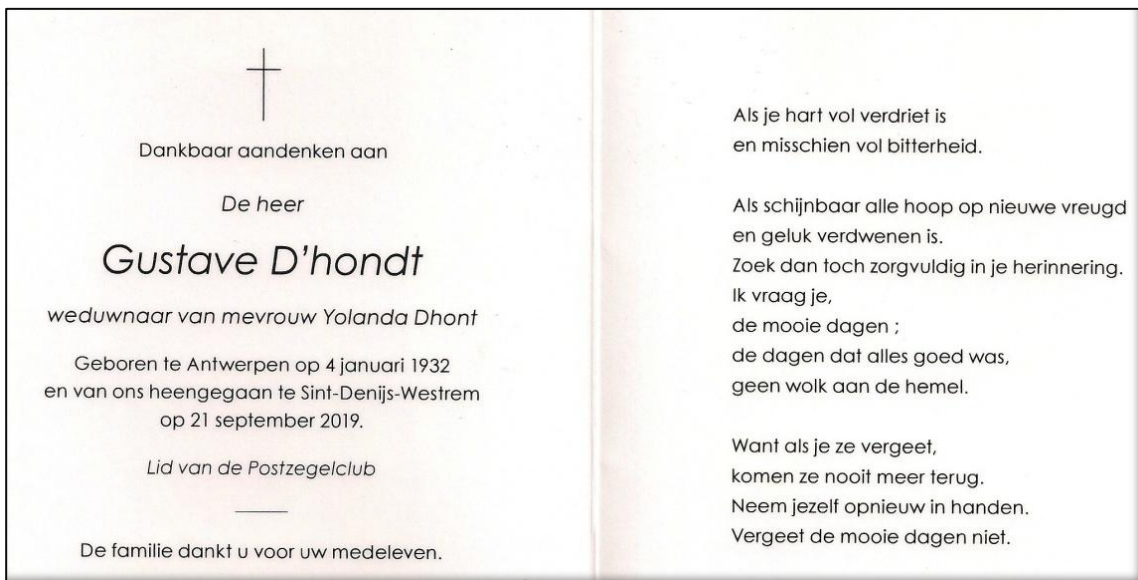 Dankbaar aandenken aan
De heer
Gustave D'hondt
weduwnaar van mevrouw Yolanda Dhont
Geboren te Antwerpen op 4 januari 1932
en van ons heengegaan te Sint-Denijs-Westrem
op 21 september 2019.
Lid van de Postzegelclub
De familie dankt u voor uw medeleven.
Als je hart vol verdriet is
en misschien vol bitterheid.
Als schijnbaar alle hoop op nieuwe vreugd
en geluk verdwenen is.
Zoek dan toch zorgvuldig in je herinnering.
Ik vraag je,
de mooie dagen ;
de dagen dat alles goed was,
geen wolk aan de hemel.
Want als je ze vergeet,
komen ze nooit meer terug.
Neem jezelf opnieuw in handen.
Vergeet de mooie dagen niet.